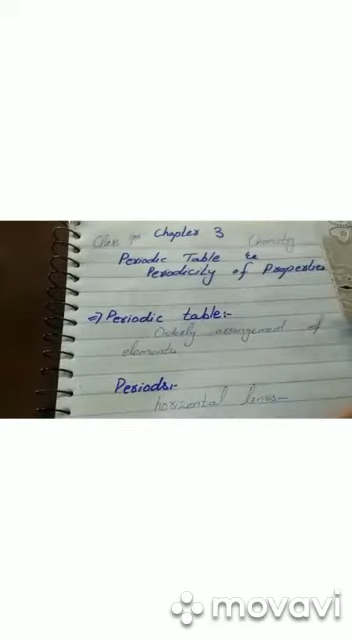 Class 9th Chapter 3 Chemistry
Periodic Table &
Periodicity of Properties
=> Periodic table:-
Orderly arrangement of
elements
Periods:-
horizontal lines-
movavi